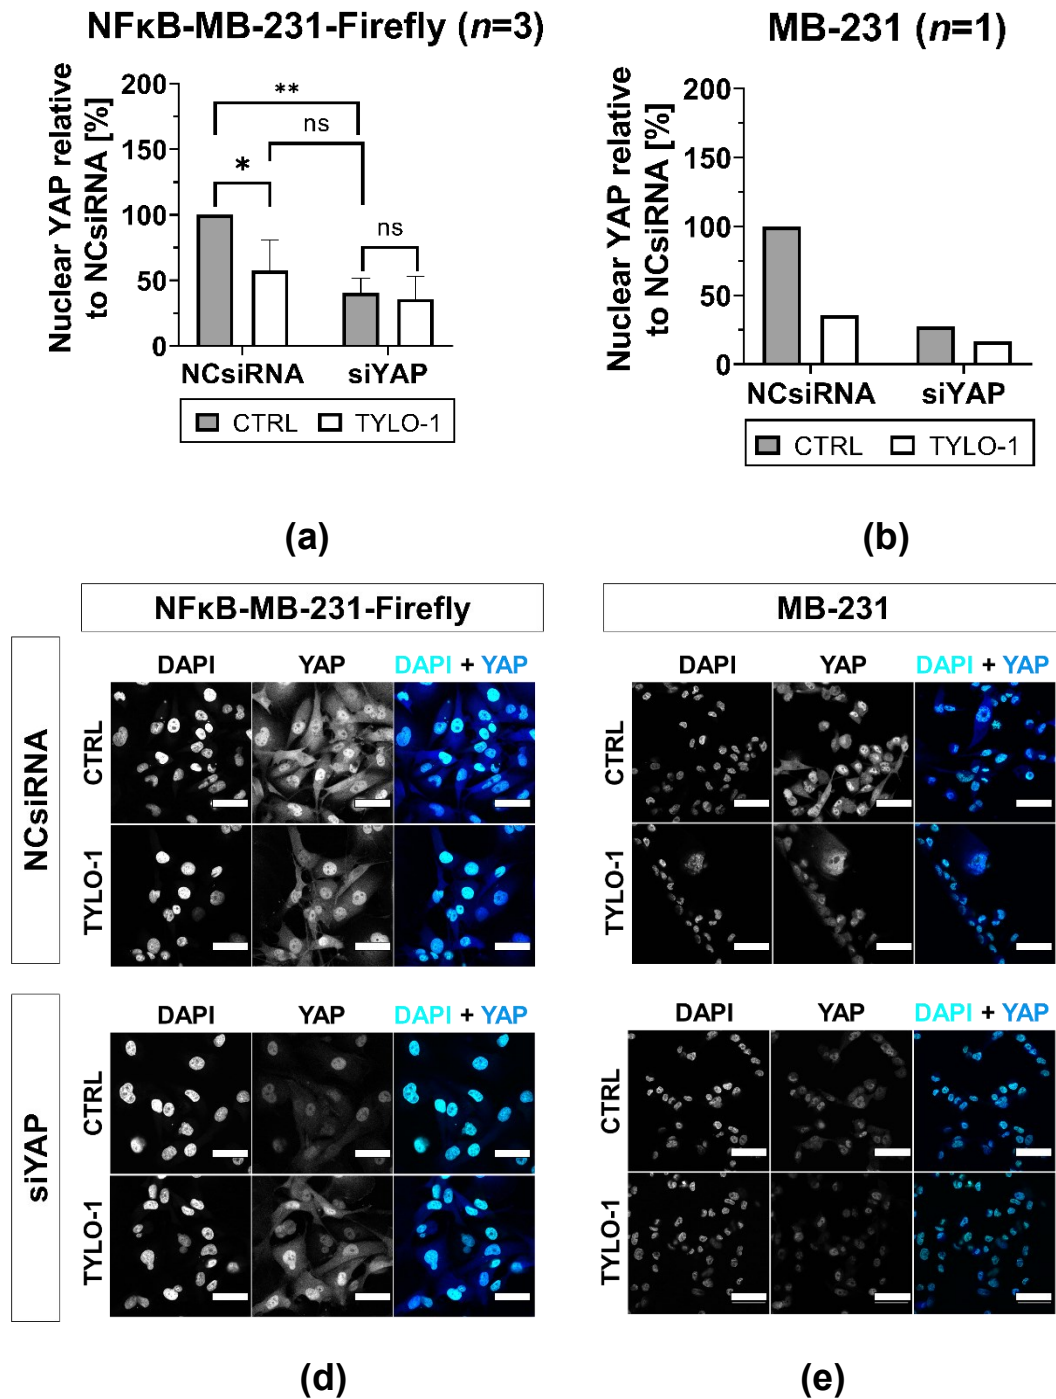 NFκB-MB-231-Firefly (n=3)
Nuclear YAP relative
to NCsiRNA [%]
200
150
100
50
0
**
ns
*
ns
NCsiRNA
siYAP
CTRL TYLO-1
(a)
MB-231 (n=1)
Nuclear YAP relative
to NCsiRNA [%]
200
150
100
50
0
NCsiRNA
siYAP
CTRL TYLO-1
(b)
NFκB-MB-231-Firefly
MB-231
NCsiRNA
DAPI YAP DAPI + YAP
CTRL
TYLO-1
DAPI YAP DAPI + YAP
CTRL
TYLO-1
siYAP
DAPI YAP DAPI + YAP
CTRL
TYLO-1
DAPI YAP DAPI + YAP
CTRL
TYLO-1
(d)
(e)